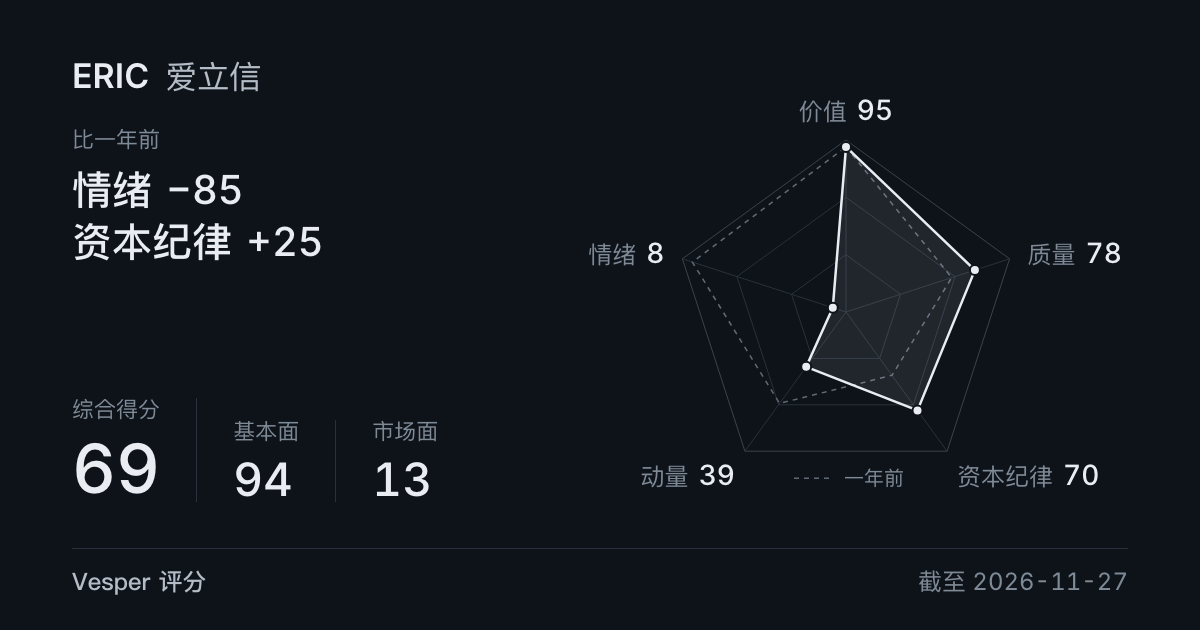 ERIC 爱立信
比一年前
情绪 −85
资本纪律 +25
综合得分
69
基本面
94
市场面
13
价值 95
质量 78
情绪 8
动量 39
一年前
资本纪律 70
Vesper 评分
截至 2026-11-27